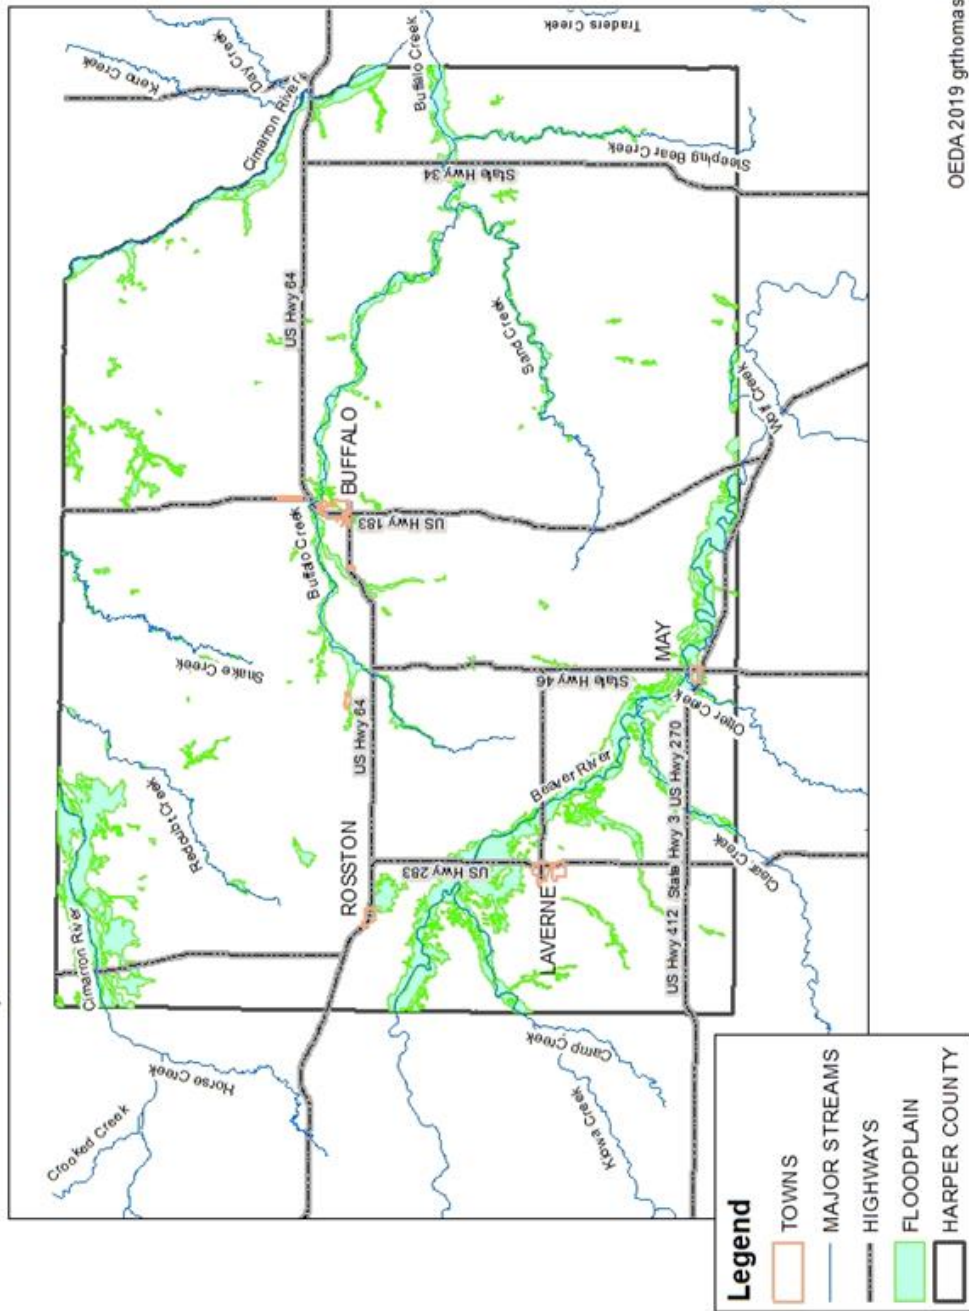 Crooked Creek
Horse Creek
Cimarron River
Redoubt Creek
Snake Creek
Cimarron River
Keno Creek
Day Creek
ROSSTON
US Hwy 64
Buffalo Creek
BUFFALO
US Hwy 64
Buffalo Creek
Traders Creek
US Hwy 283
State Hwy 46
US Hwy 183
State Hwy 34
Sand Creek
Sleeping Bear Creek
Kiowa Creek
Camp Creek
LAVERNE
Beaver River
MAY
US Hwy 412 State Hwy 3 US Hwy 270
Clear Creek
Otter Creek
Wolf Creek
Legend
TOWNS
MAJOR STREAMS
HIGHWAYS
FLOODPLAIN
HARPER COUNTY
OEDA 2019 grthomas